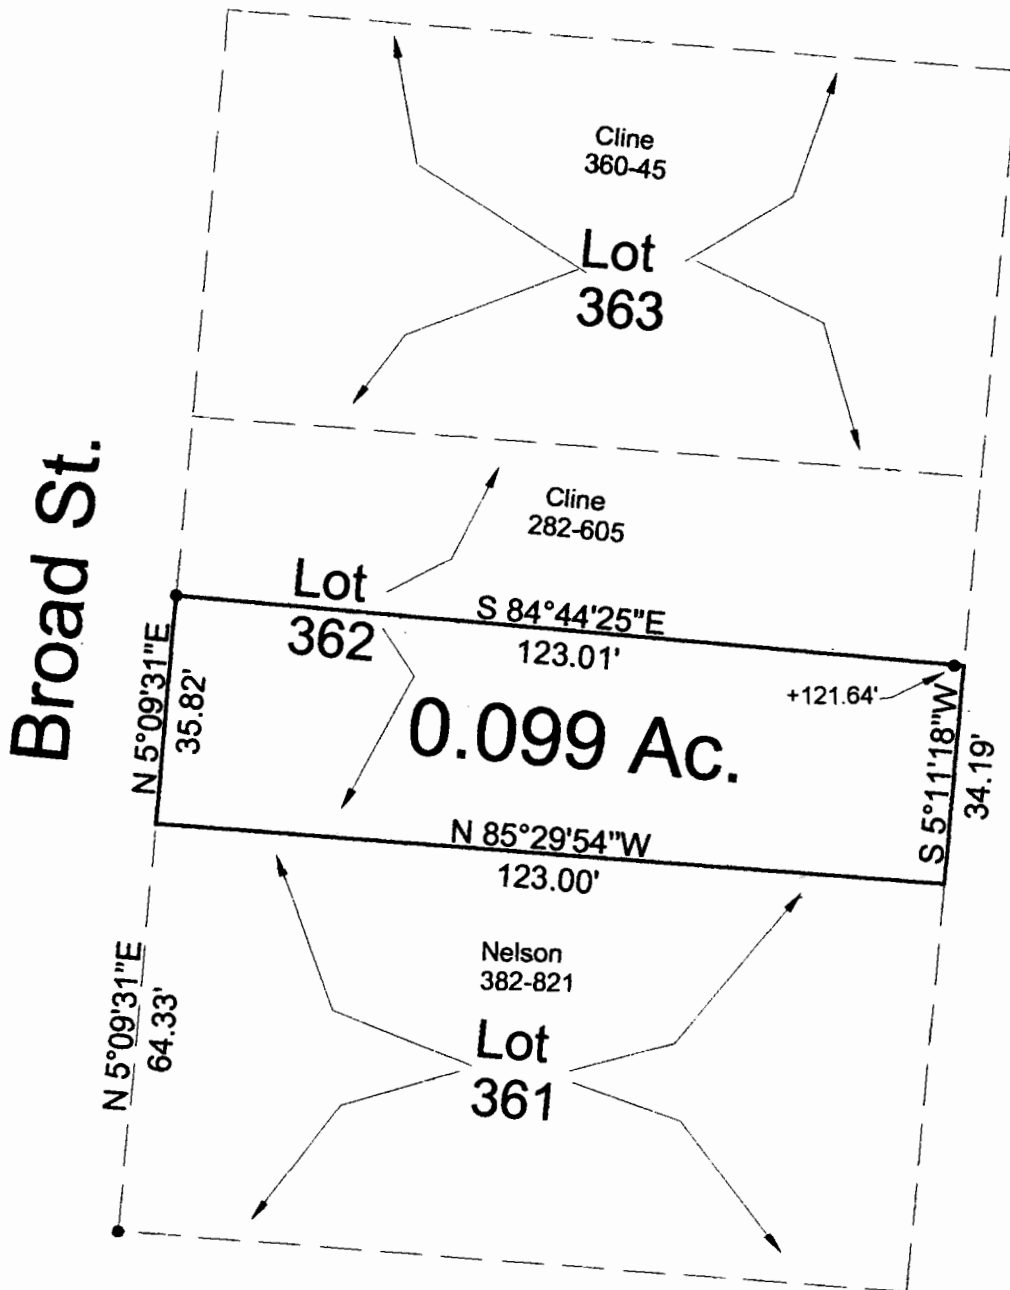 Cline
360-45
Lot
363
Broad St.
Cline
282-605
Lot
362
S 84°44'25"E
123.01'
+121.64'
N 5°09'31"E
35.82'
0.099 Ac.
S 5°11'18"W
34.19'
N 85°29'54"W
123.00'
Nelson
382-821
Lot
361
N 5°09'31"E
64.33'